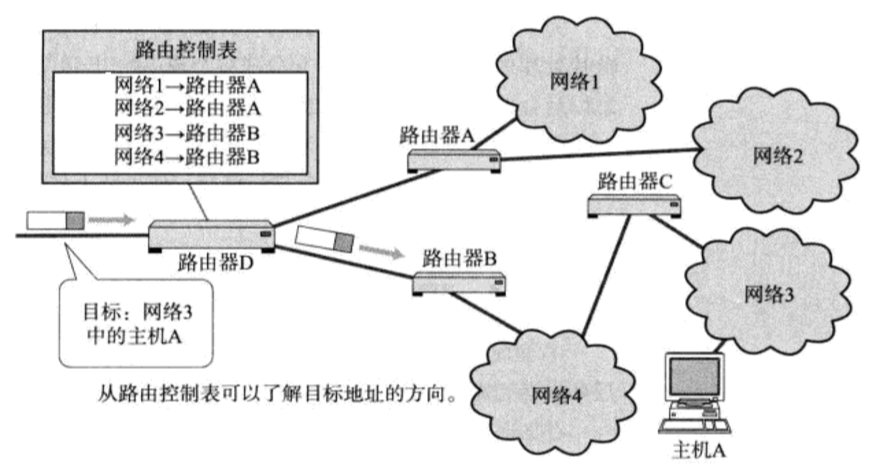 路由控制表
网络1→路由器A
网络2→路由器A
网络3→路由器B
网络4→路由器B
网络1
路由器A
网络2
路由器C
路由器D
路由器B
网络3
目标：网络3
中的主机A
从路由控制表可以了解目标地址的方向。
网络4
主机A